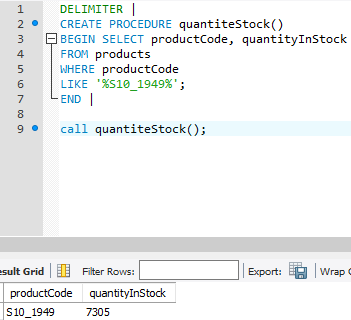 1 DELIMITER |
2 CREATE PROCEDURE quantiteStock()
3 BEGIN SELECT productCode, quantityInStock
4 FROM products
5 WHERE productCode
6 LIKE '%S10_1949%';
7 END |
8
9 call quantiteStock();
esult Grid Filter Rows: Export: Wrap C
productCode quantityInStock
S10_1949 7305